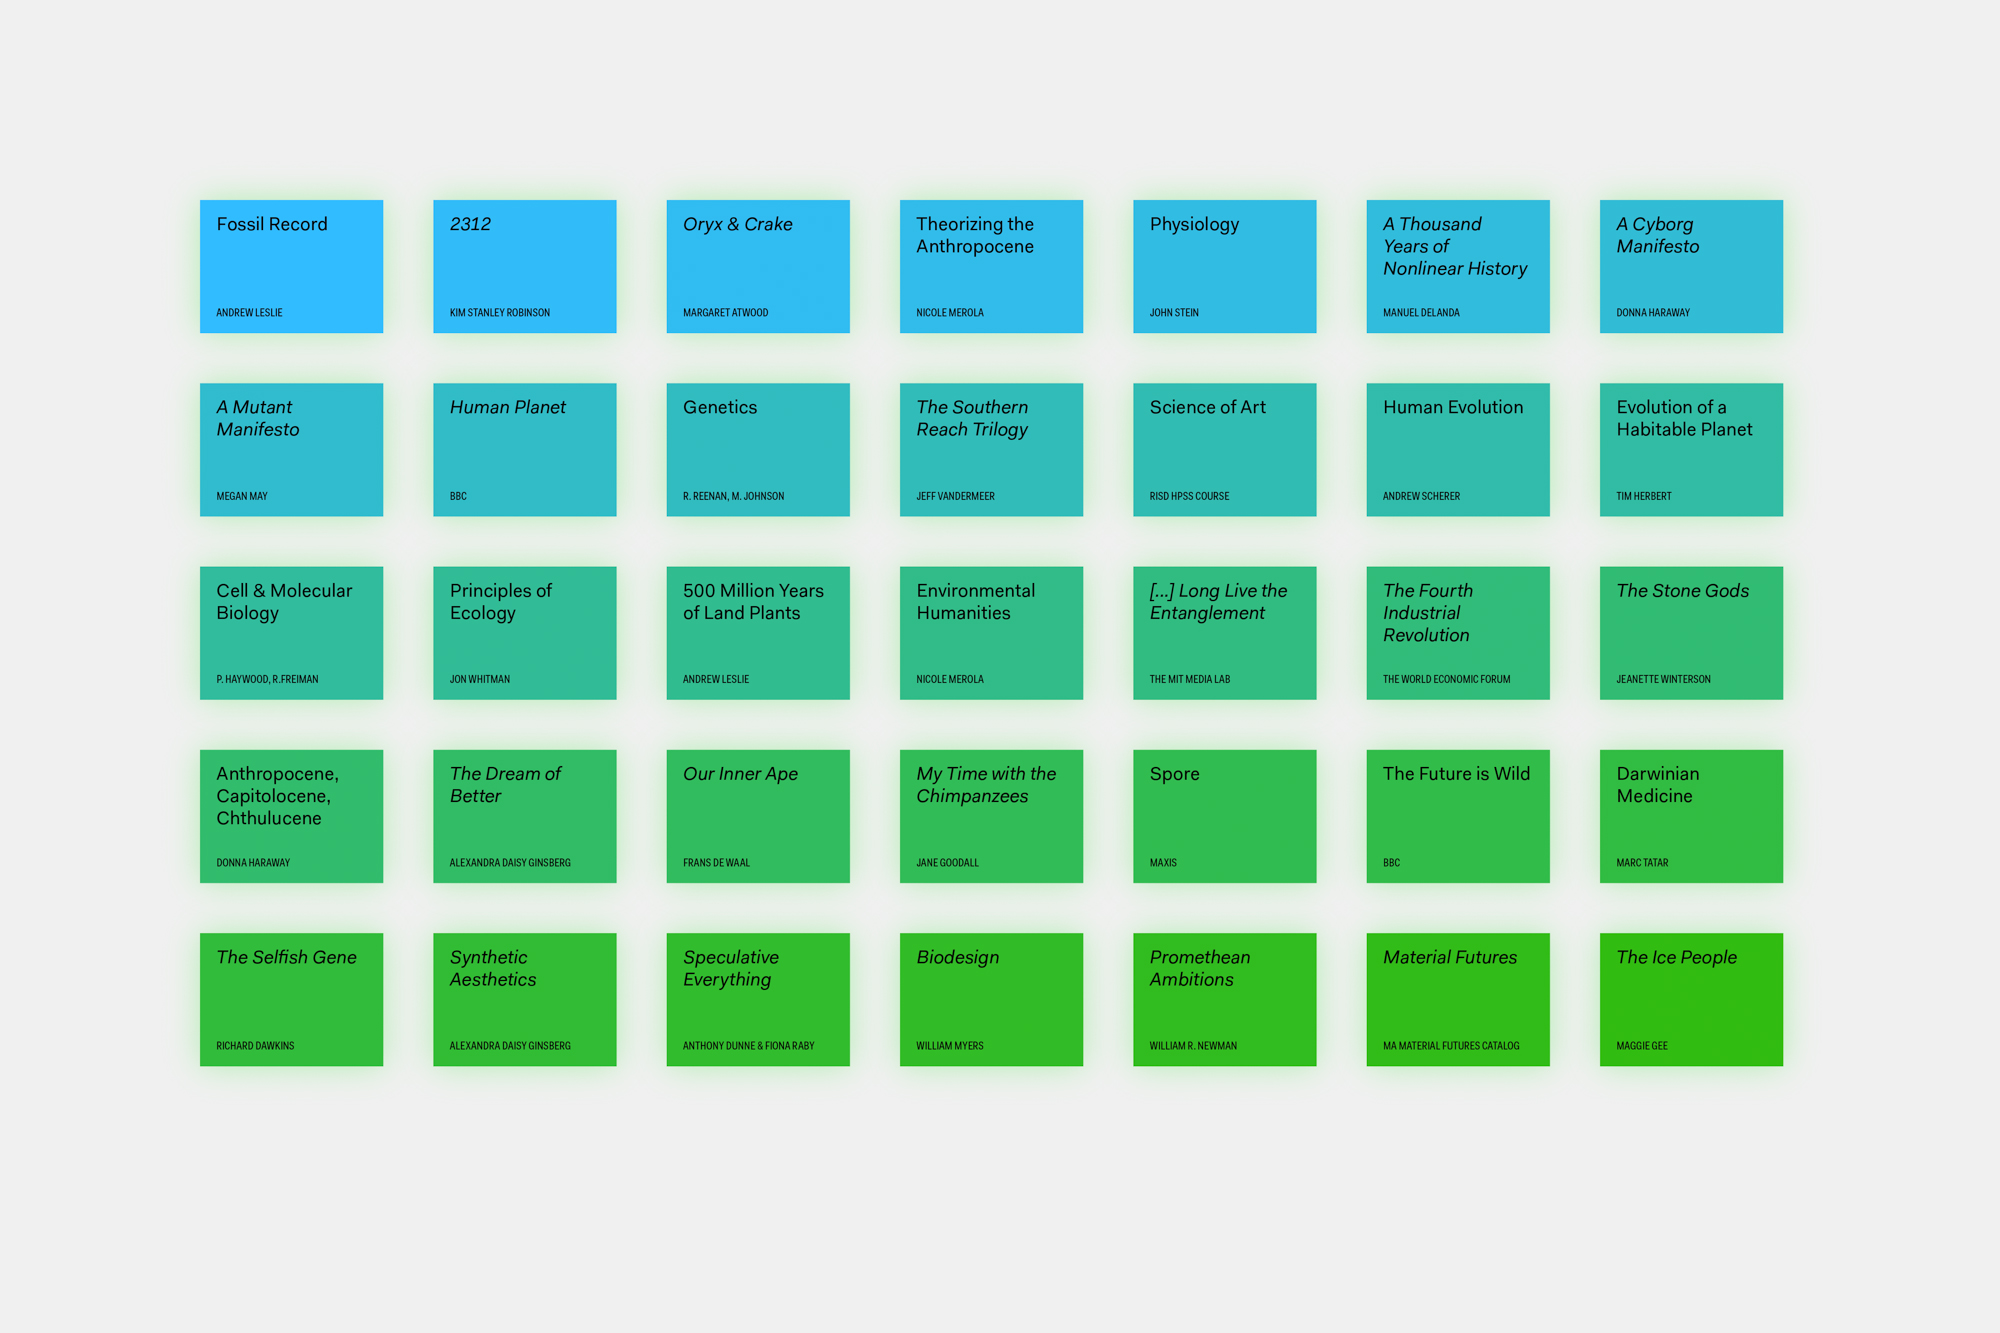 Fossil Record
ANDREW LESLIE
2312
KIM STANLEY ROBINSON
Oryx & Crake
MARGARET ATWOOD
Theorizing the
Anthropocene
NICOLE MEROLA
Physiology
JOHN STEIN
A Thousand
Years of
Nonlinear History
MANUEL DELANDA
A Cyborg
Manifesto
DONNA HARAWAY
A Mutant
Manifesto
MEGAN MAY
Human Planet
BBC
Genetics
R. REENAN, M. JOHNSON
The Southern
Reach Trilogy
JEFF VANDERMEER
Science of Art
RISD HPSS COURSE
Human Evolution
ANDREW SCHERER
Evolution of a
Habitable Planet
TIM HERBERT
Cell & Molecular
Biology
P. HAYWOOD, R.FREIMAN
Principles of
Ecology
JON WHITMAN
500 Million Years
of Land Plants
ANDREW LESLIE
Environmental
Humanities
NICOLE MEROLA
[...] Long Live the
Entanglement
THE MIT MEDIA LAB
The Fourth
Industrial
Revolution
THE WORLD ECONOMIC FORUM
The Stone Gods
JEANETTE WINTERSON
Anthropocene,
Capitolocene,
Chthulucene
DONNA HARAWAY
The Dream of
Better
ALEXANDRA DAISY GINSBERG
Our Inner Ape
FRANS DE WAAL
My Time with the
Chimpanzees
JANE GOODALL
Spore
MAXIS
The Future is Wild
BBC
Darwinian
Medicine
MARC TATAR
The Selfish Gene
RICHARD DAWKINS
Synthetic
Aesthetics
ALEXANDRA DAISY GINSBERG
Speculative
Everything
ANTHONY DUNNE & FIONA RABY
Biodesign
WILLIAM MYERS
Promethean
Ambitions
WILLIAM R. NEWMAN
Material Futures
MA MATERIAL FUTURES CATALOG
The Ice People
MAGGIE GEE